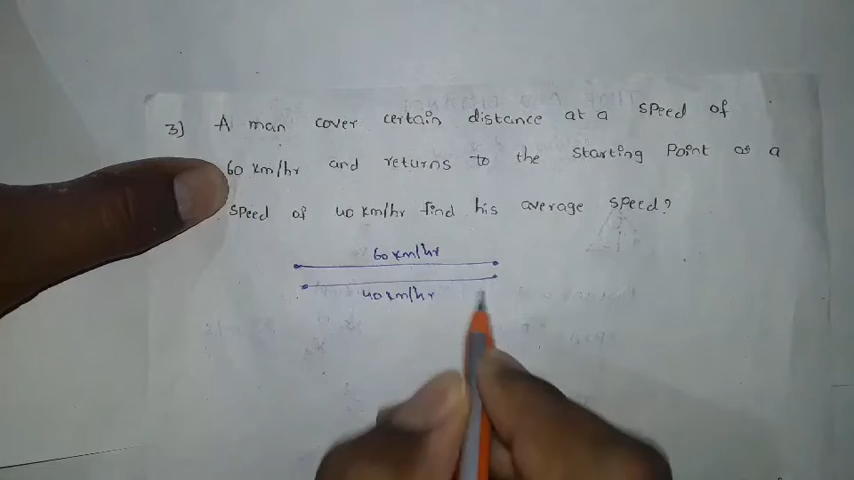 3) A man cover certain distance at a speed of
60 km/hr and returns to the starting Point at a
speed of 40 km/hr find his average speed?
60 km/hr
40 km/hr